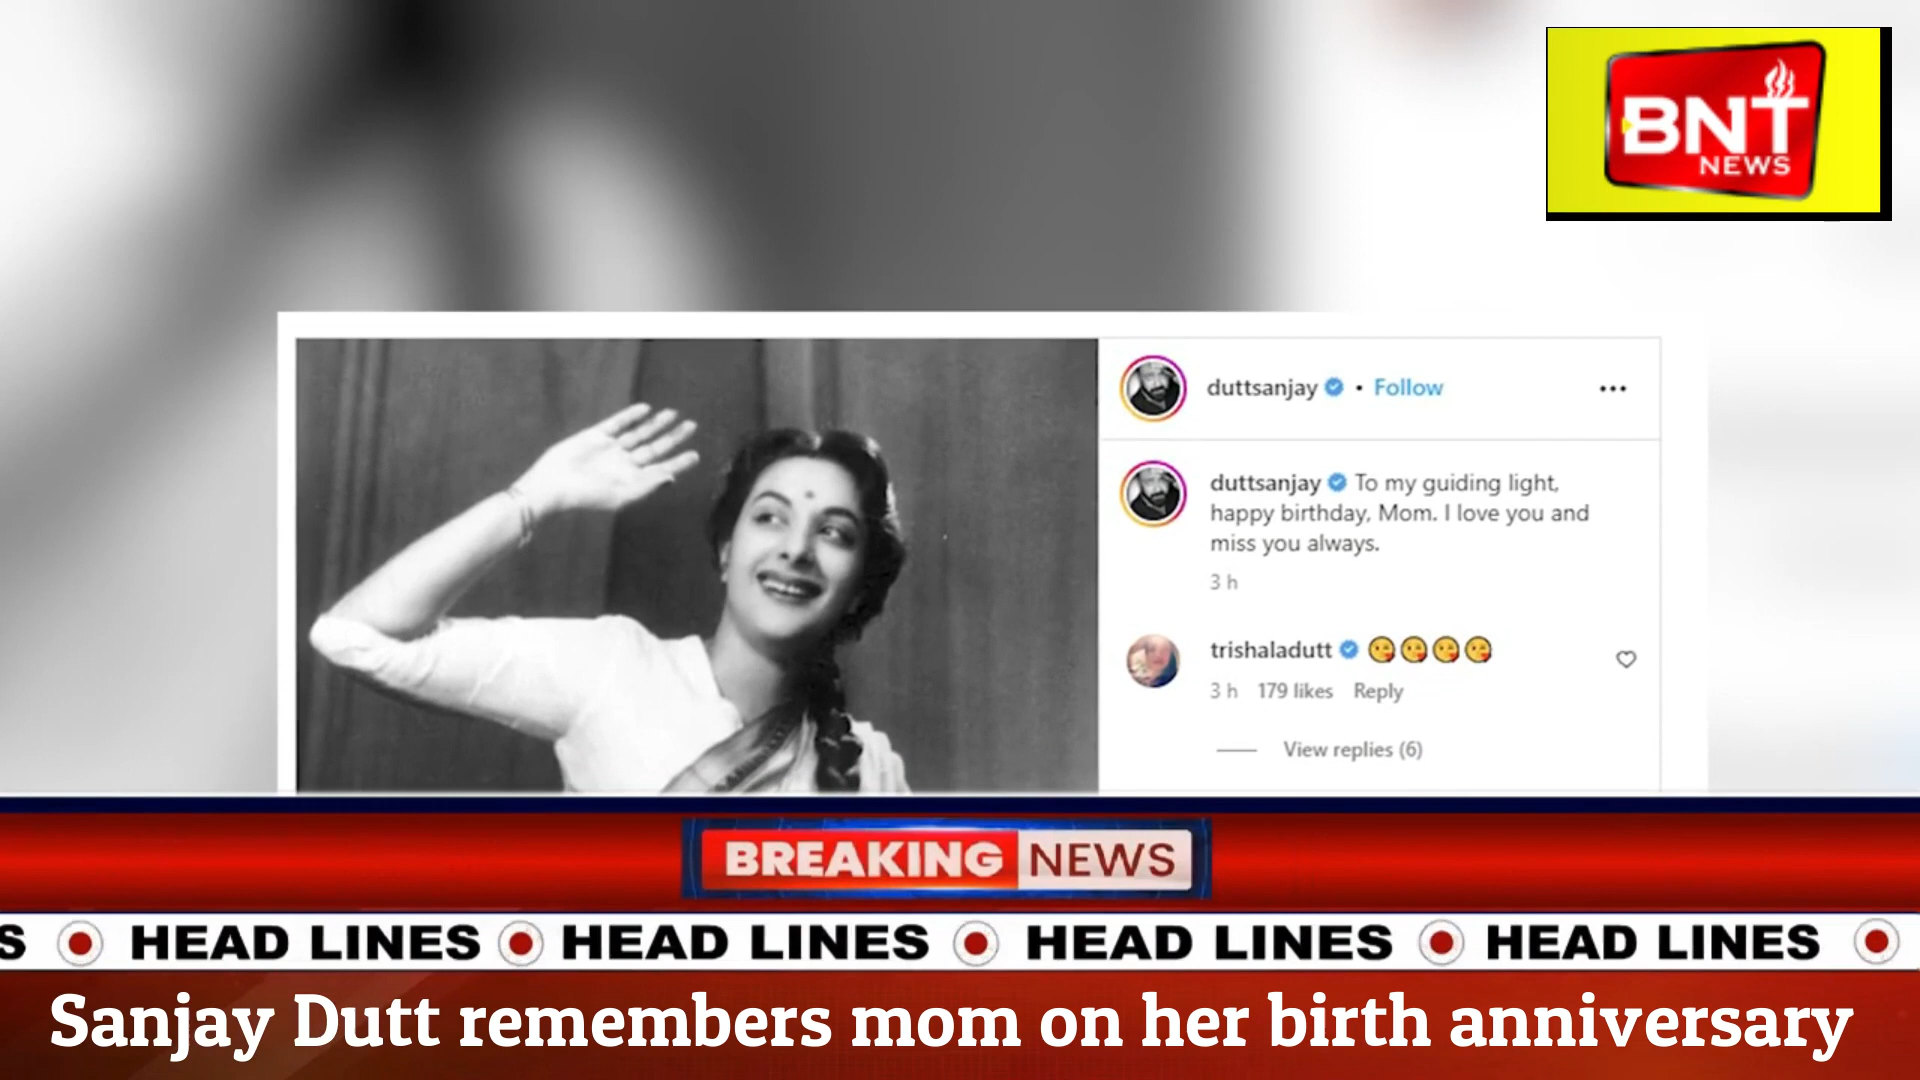 BNT
NEWS
duttsanjay • Follow
duttsanjay To my guiding light,
happy birthday, Mom. I love you and
miss you always.
3 h
trishaladutt 😘😘😘😘
3 h 179 likes Reply
View replies (6)
BREAKING NEWS
S HEAD LINES HEAD LINES HEAD LINES HEAD LINES
Sanjay Dutt remembers mom on her birth anniversary